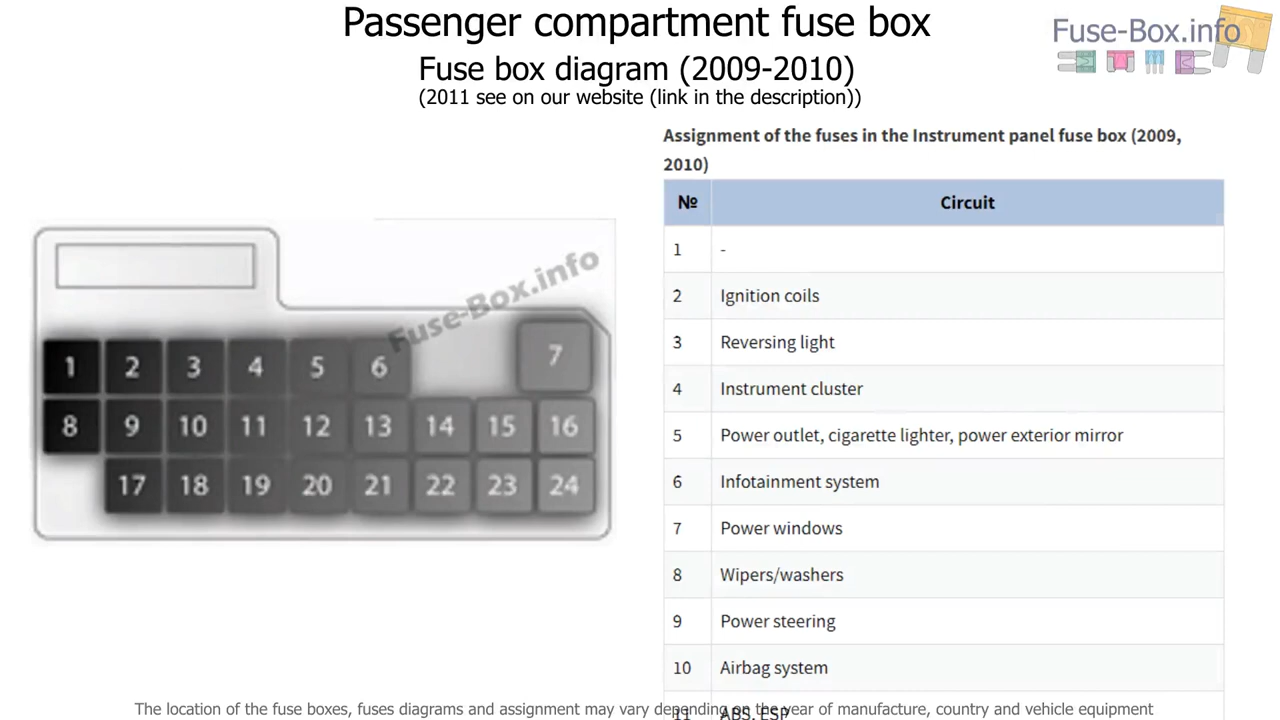 Passenger compartment fuse box
Fuse box diagram (2009-2010)
(2011 see on our website (link in the description))
Fuse-Box.info
Assignment of the fuses in the Instrument panel fuse box (2009,
2010)
№ Circuit
1 -
2 Ignition coils
3 Reversing light
4 Instrument cluster
5 Power outlet, cigarette lighter, power exterior mirror
6 Infotainment system
7 Power windows
8 Wipers/washers
9 Power steering
10 Airbag system
11 ABS, ESP
Fuse-Box.info
1 2 3 4 5 6 7
8 9 10 11 12 13 14 15 16
17 18 19 20 21 22 23 24
The location of the fuse boxes, fuses diagrams and assignment may vary depending on the year of manufacture, country and vehicle equipment